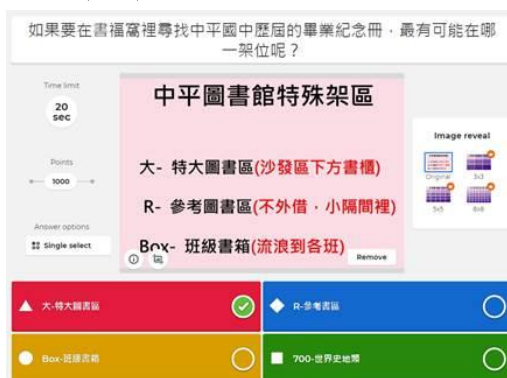 如果要在書福窩裡尋找中平國中歷屆的畢業紀念冊，最有可能在哪
一架位呢？
Time limit
20
sec
Points
1000
Answer options
Single select
中平圖書館特殊架區
大- 特大圖書區(沙發區下方書櫃)
R- 參考圖書區(不外借，小隔間裡)
Box- 班級書箱(流浪到各班)
Remove
Image reveal
Original
3x3
5x5
8x8
大-特大圖書區
R-參考書區
Box-班級書箱
700-世界史地類